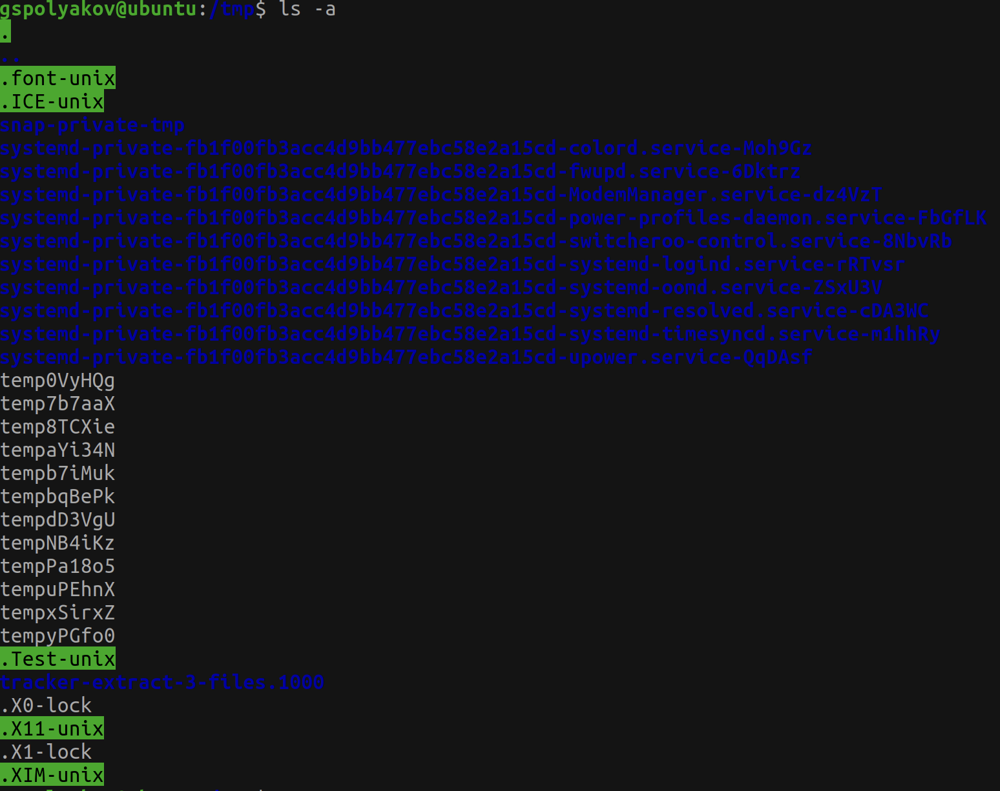 gspolyakov@ubuntu:/tmp$ ls -a
.
..
.font-unix
.ICE-unix
snap-private-tmp
systemd-private-fb1f00fb3acc4d9bb477ebc58e2a15cd-colord.service-Moh9Gz
systemd-private-fb1f00fb3acc4d9bb477ebc58e2a15cd-fwupd.service-6Dktrz
systemd-private-fb1f00fb3acc4d9bb477ebc58e2a15cd-ModemManager.service-dz4VzT
systemd-private-fb1f00fb3acc4d9bb477ebc58e2a15cd-power-profiles-daemon.service-FbGfLK
systemd-private-fb1f00fb3acc4d9bb477ebc58e2a15cd-switcheroo-control.service-8NbvRb
systemd-private-fb1f00fb3acc4d9bb477ebc58e2a15cd-systemd-logind.service-rRTvsr
systemd-private-fb1f00fb3acc4d9bb477ebc58e2a15cd-systemd-oomd.service-ZSxU3V
systemd-private-fb1f00fb3acc4d9bb477ebc58e2a15cd-systemd-resolved.service-cDA3WC
systemd-private-fb1f00fb3acc4d9bb477ebc58e2a15cd-systemd-timesyncd.service-m1hhRy
systemd-private-fb1f00fb3acc4d9bb477ebc58e2a15cd-upower.service-QqDAsf
temp0VyHQg
temp7b7aaX
temp8TCXie
tempaYi34N
tempb7iMuk
tempbqBePk
tempdD3VgU
tempNB4iKz
tempPa18o5
tempuPEhnX
tempxSirxZ
tempyPGfo0
.Test-unix
tracker-extract-3-files.1000
.X0-lock
.X11-unix
.X1-lock
.XIM-unix